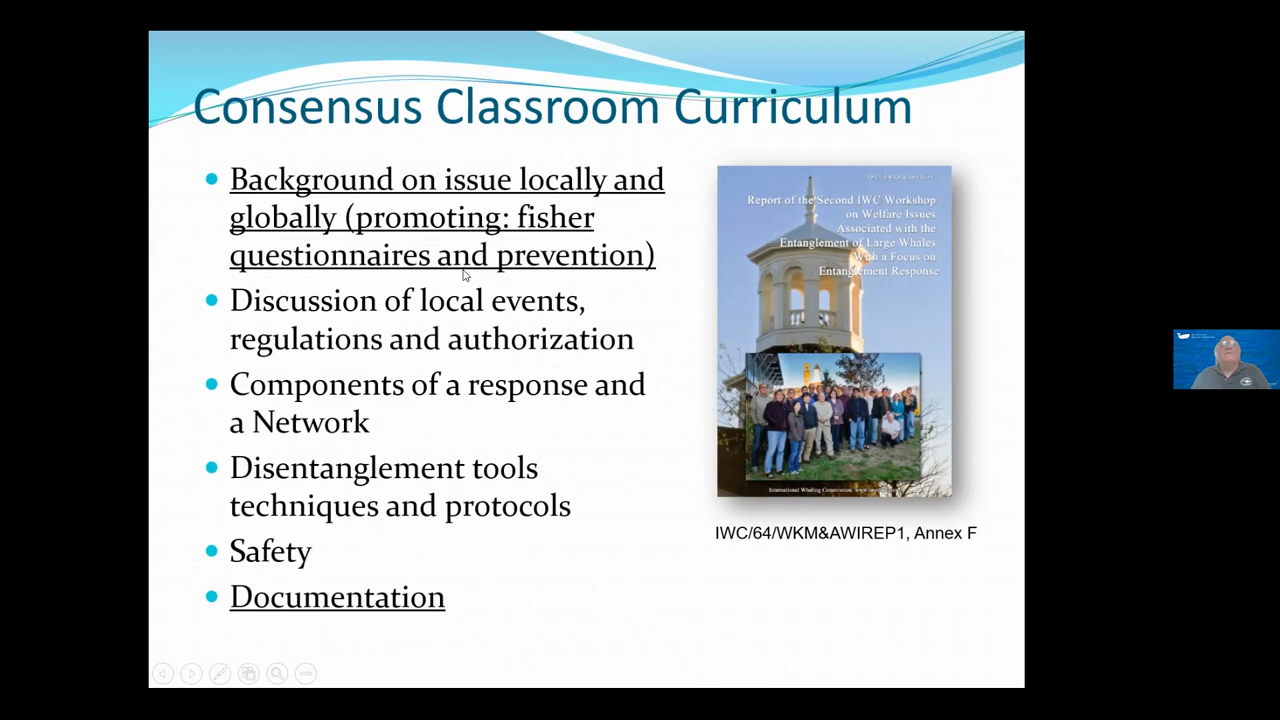 Consensus Classroom Curriculum
Background on issue locally and
globally (promoting: fisher
questionnaires and prevention)
Discussion of local events,
regulations and authorization
Components of a response and
a Network
Disentanglement tools
techniques and protocols
Safety
Documentation
Report of the Second IWC Workshop
on Welfare Issues
Associated with the
Entanglement of Large Whales
With a Focus on
Entanglement Response
International Whaling Commission
IWC/64/WKM&AWIREP1, Annex F